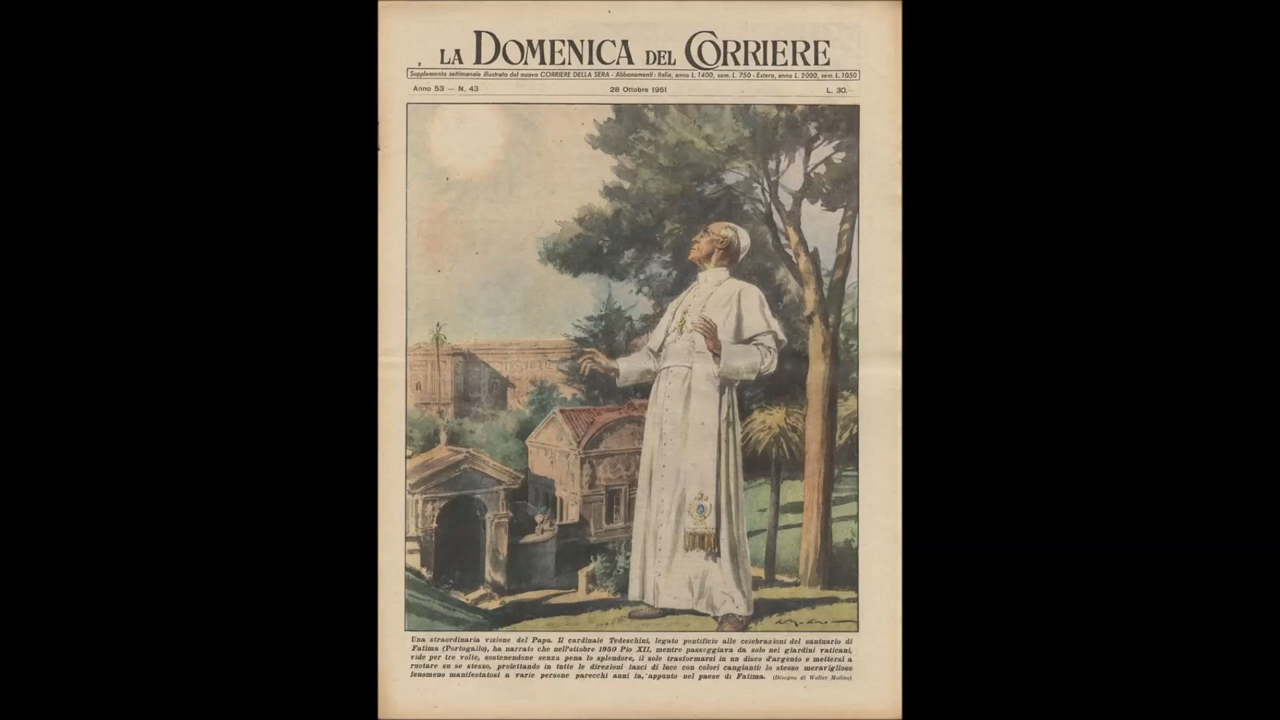 LA DOMENICA DEL CORRIERE
Supplemento settimanale illustrato del nuovo CORRIERE DELLA SERA - Abbonamenti: Italia, anno L. 1400, sem. L. 750 - Estero, anno L. 2000, sem. L. 1050
Anno 53 — N. 43 28 Ottobre 1951 L. 30.-
Una straordinaria visione del Papa. Il cardinale Tedeschini, legato pontificio alle celebrazioni del santuario di
Fatima (Portogallo), ha narrato che nell'ottobre 1950 Pio XII, mentre passeggiava da solo nei giardini vaticani,
vide per tre volte, sostenendone senza pena lo splendore, il sole trasformarsi in un disco d'argento e mettersi a
ruotare su se stesso, proiettando in tutte le direzioni fasci di luce con colori cangianti: lo stesso meraviglioso
fenomeno manifestatosi a varie persone parecchi anni fa, appunto nel paese di Fatima. (Disegno di Walter Molino)